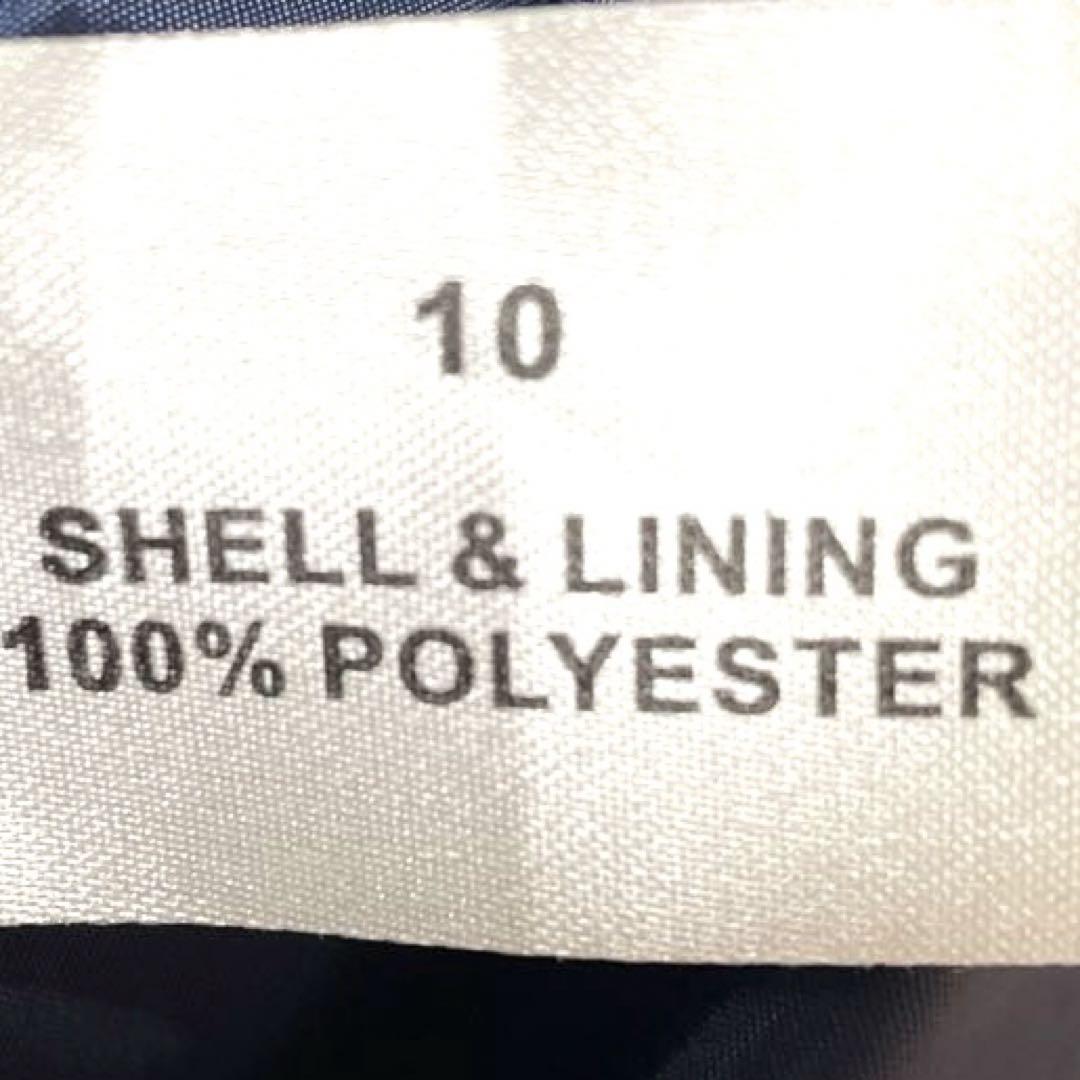 10
SHELL & LINING
100% POLYESTER